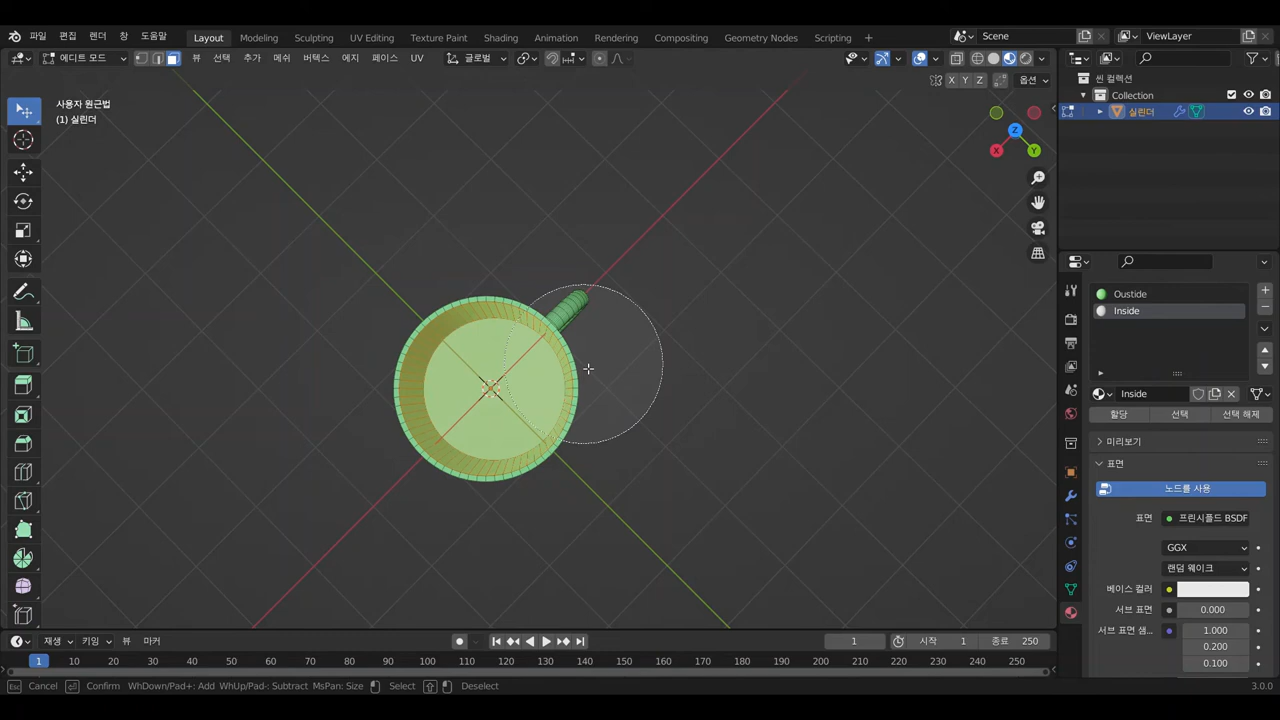 파일 편집 렌더 창 도움말 Layout Modeling Sculpting UV Editing Texture Paint Shading Animation Rendering Compositing Geometry Nodes Scripting Scene ViewLayer
에디트 모드 뷰 선택 추가 메쉬 버텍스 에지 페이스 UV 글로벌
X Y Z 옵션
씬 컬렉션
Collection
실린더
사용자 원근법
(1) 실린더
Z
X Y
Oustide
Inside
Inside
할당 선택 선택 해제
미리보기
표면
노드를 사용
표면 프린시폴드 BSDF
GGX
랜덤 워크
베이스 컬러
서브 표면 0.000
서브 표면 샘... 1.000
0.200
0.100
재생 키잉 뷰 마커 1 시작 1 종료 250
1 10 20 30 40 50 60 70 80 90 100 110 120 130 140 150 160 170 180 190 200 210 220 230 240 250
Esc Cancel Confirm WhDown/Pad+: Add WhUp/Pad-: Subtract MsPan: Size Select Deselect 3.0.0